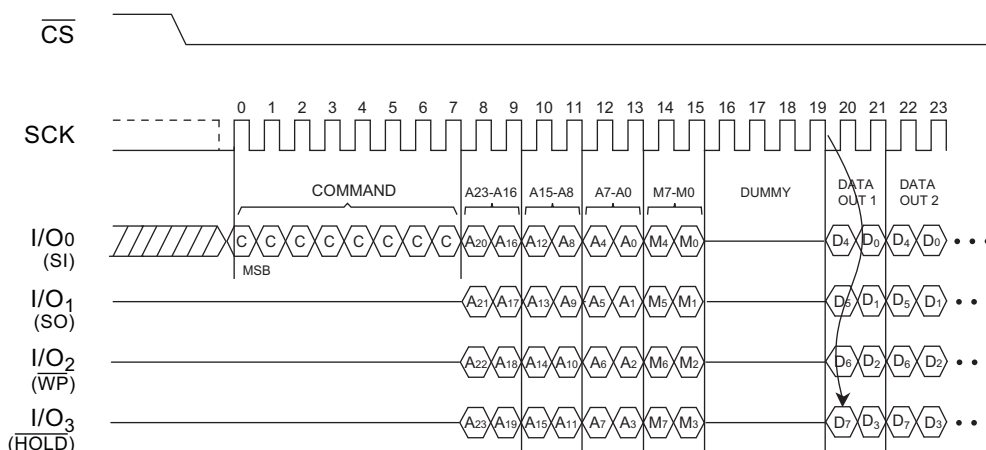 CS
0 1 2 3 4 5 6 7 8 9 10 11 12 13 14 15 16 17 18 19 20 21 22 23
SCK
COMMAND A23-A16 A15-A8 A7-A0 M7-M0 DUMMY DATA OUT 1 DATA OUT 2
I/O0 (SI) C C C C C C C C A20 A16 A12 A8 A4 A0 M4 M0 D4 D0 D4 D0 • • •
MSB
I/O1 (SO) A21 A17 A13 A9 A5 A1 M5 M1 D5 D1 D5 D1 • •
I/O2 (WP) A22 A18 A14 A10 A6 A2 M6 M2 D6 D2 D6 D2 • •
I/O3 (HOLD) A23 A19 A15 A11 A7 A3 M7 M3 D7 D3 D7 D3 • •